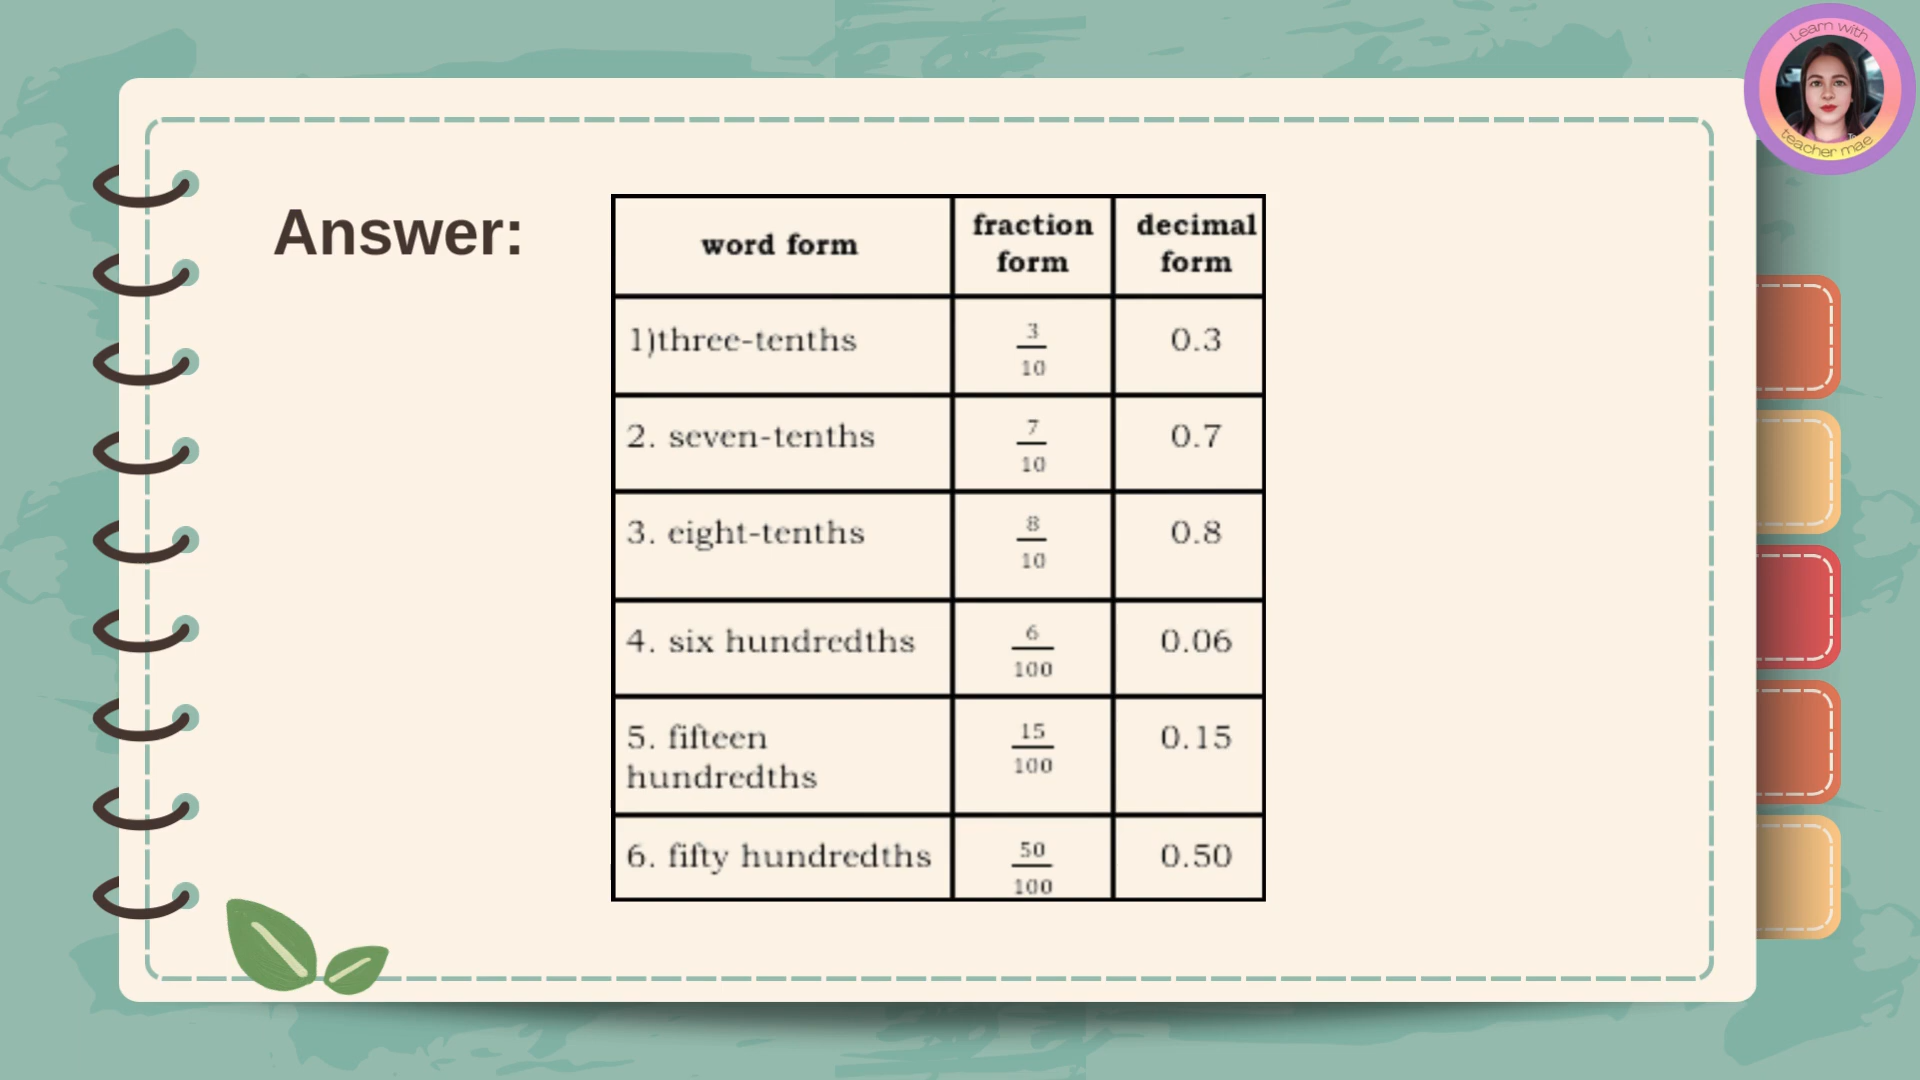 Learn with
teacher mae
Answer:
word form
fraction
form
decimal
form
1)three-tenths
3
10
0.3
2. seven-tenths
7
10
0.7
3. eight-tenths
8
10
0.8
4. six hundredths
6
100
0.06
5. fifteen
hundredths
15
100
0.15
6. fifty hundredths
50
100
0.50